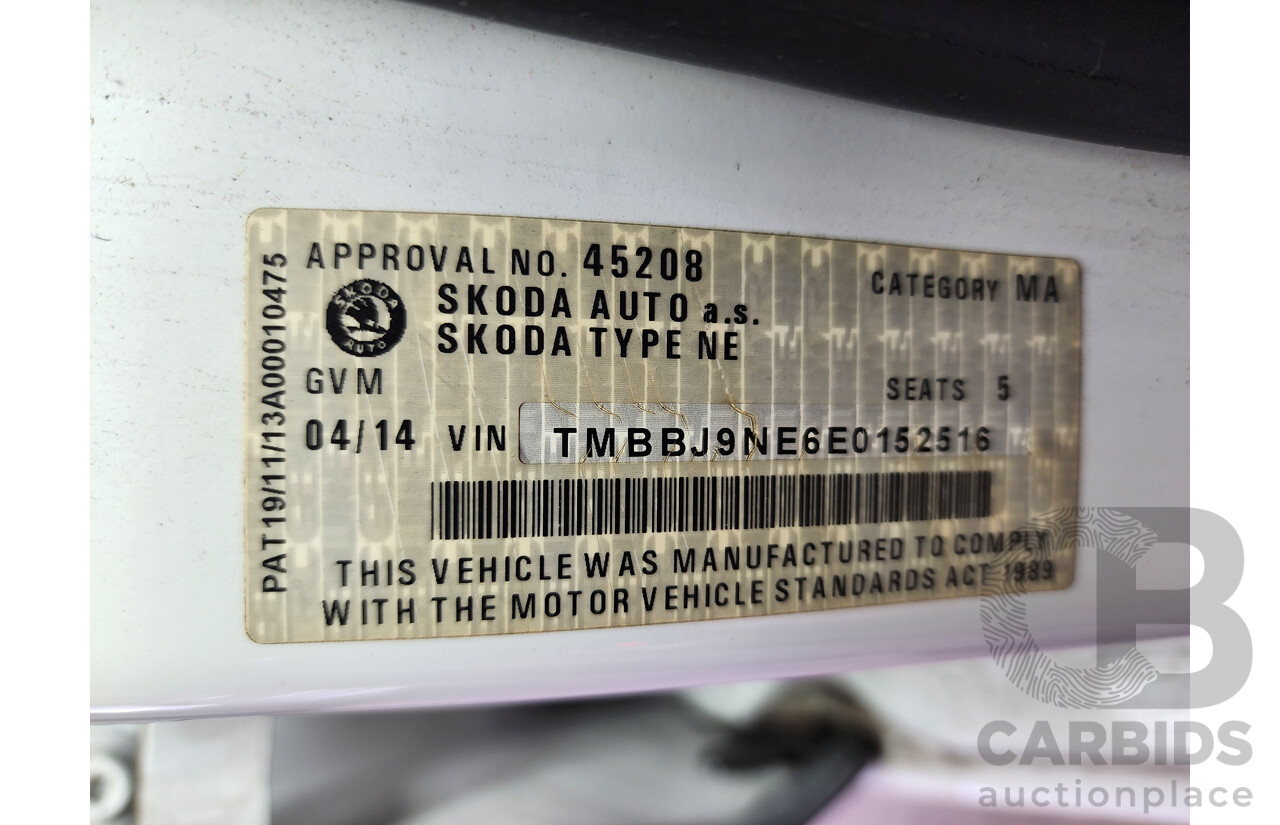 APPROVAL NO. 45208
CATEGORY MA
SKODA
AUTO
SKODA AUTO a.s.
SKODA TYPE NE
GVM
SEATS 5
04/14 VIN TMBBJ9NE6E0152516
THIS VEHICLE WAS MANUFACTURED TO COMPLY
WITH THE MOTOR VEHICLE STANDARDS ACT 1989
PAT19/11/13A00010475
CB
CARBIDS
auctionplace